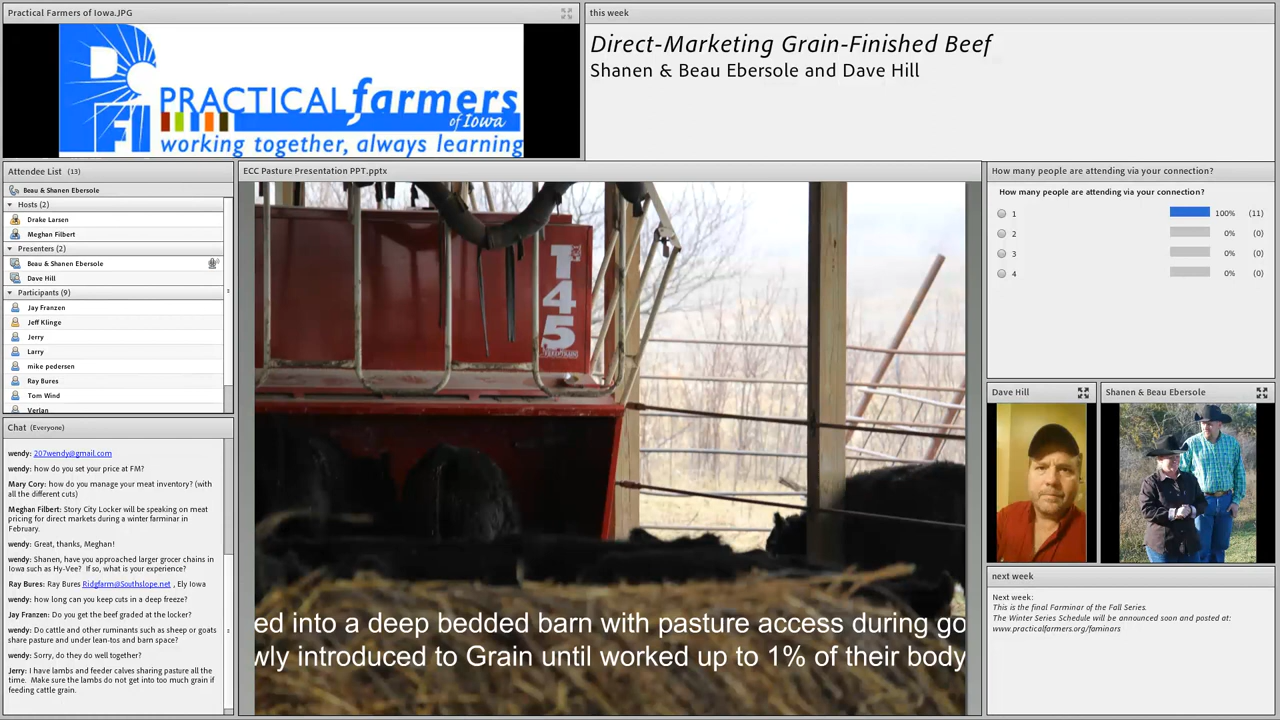 Practical Farmers of Iowa.JPG
PRACTICAL farmers
of Iowa
working together, always learning
this week
Direct-Marketing Grain-Finished Beef
Shanen & Beau Ebersole and Dave Hill
Attendee List (13)
Beau & Shanen Ebersole
Hosts (2)
Drake Larsen
Meghan Filbert
Presenters (2)
Beau & Shanen Ebersole
Dave Hill
Participants (9)
Jay Franzen
Jeff Klinge
Jerry
Larry
mike pedersen
Ray Bures
Tom Wind
Verlan
Chat (Everyone)
wendy: 207wendy@gmail.com
wendy: how do you set your price at FM?
Mary Cory: how do you manage your meat inventory? (with
all the different cuts)
Meghan Filbert: Story City Locker will be speaking on meat
pricing for direct markets during a winter farminar in
February.
wendy: Great, thanks, Meghan!
wendy: Shanen, have you approached larger grocer chains in
Iowa such as Hy-Vee? If so, what is your experience?
Ray Bures: Ray Bures Ridgfarm@Southslope.net , Ely Iowa
wendy: how long can you keep cuts in a deep freeze?
Jay Franzen: Do you get the beef graded at the locker?
wendy: Do cattle and other ruminants such as sheep or goats
share pasture and under lean-tos and barn space?
wendy: Sorry, do they do well together?
Jerry: I have lambs and feeder calves sharing pasture all the
time. Make sure the lambs do not get into too much grain if
feeding cattle grain.
ECC Pasture Presentation PPT.pptx
T45
ed into a deep bedded barn with pasture access during go
wly introduced to Grain until worked up to 1% of their body
How many people are attending via your connection?
How many people are attending via your connection?
1 100% (11)
2 0% (0)
3 0% (0)
4 0% (0)
Dave Hill
Shanen & Beau Ebersole
next week
Next week:
This is the final Farminar of the Fall Series.
The Winter Series Schedule will be announced soon and posted at:
www.practicalfarmers.org/faminars